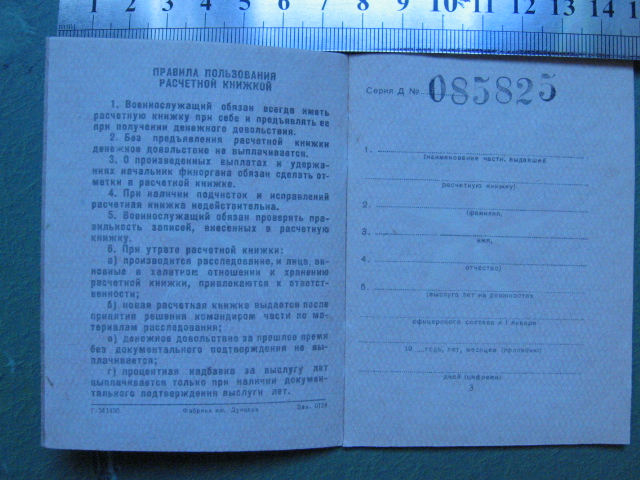 1 2 3 4 5 6 7 8 9 10 11 12 13 14
ПРАВИЛА ПОЛЬЗОВАНИЯ
РАСЧЕТНОЙ КНИЖКОЙ
1. Военнослужащий обязан всегда иметь
расчетную книжку при себе и предъявлять ее
при получении денежного довольствия.
2. Без предъявления расчетной книжки
денежное довольствие не выплачивается.
3. О произведенных выплатах и удержа-
ниях начальник финоргана обязан сделать от-
метки в расчетной книжке.
4. При наличии подчисток и исправлений
расчетная книжка недействительна.
5. Военнослужащий обязан проверять пра-
вильность записей, внесенных в расчетную
книжку.
6. При утрате расчетной книжки:
а) производится расследование, и лица, ви-
новные в халатном отношении к хранению
расчетной книжки, привлекаются к ответст-
венности;
б) новая расчетная книжка выдается после
принятия решения командиром части по ма-
териалам расследования;
в) денежное довольствие за прошлое время
без документального подтверждения не вы-
плачивается;
г) процентная надбавка за выслугу лет
выплачивается только при наличии докумен-
тального подтверждения выслуги лет.
Фабрика им. Дунаева
Зак.
Серия Д № 085825
1.
(наименование части, выдавшей
расчетную книжку)
2.
(фамилия,
3.
имя,
4.
отчество)
5.
(выслуга лет на должностях
офицерского состава к 1 января
года, лет, месяцев (прописью)
дней (цифрами)
3